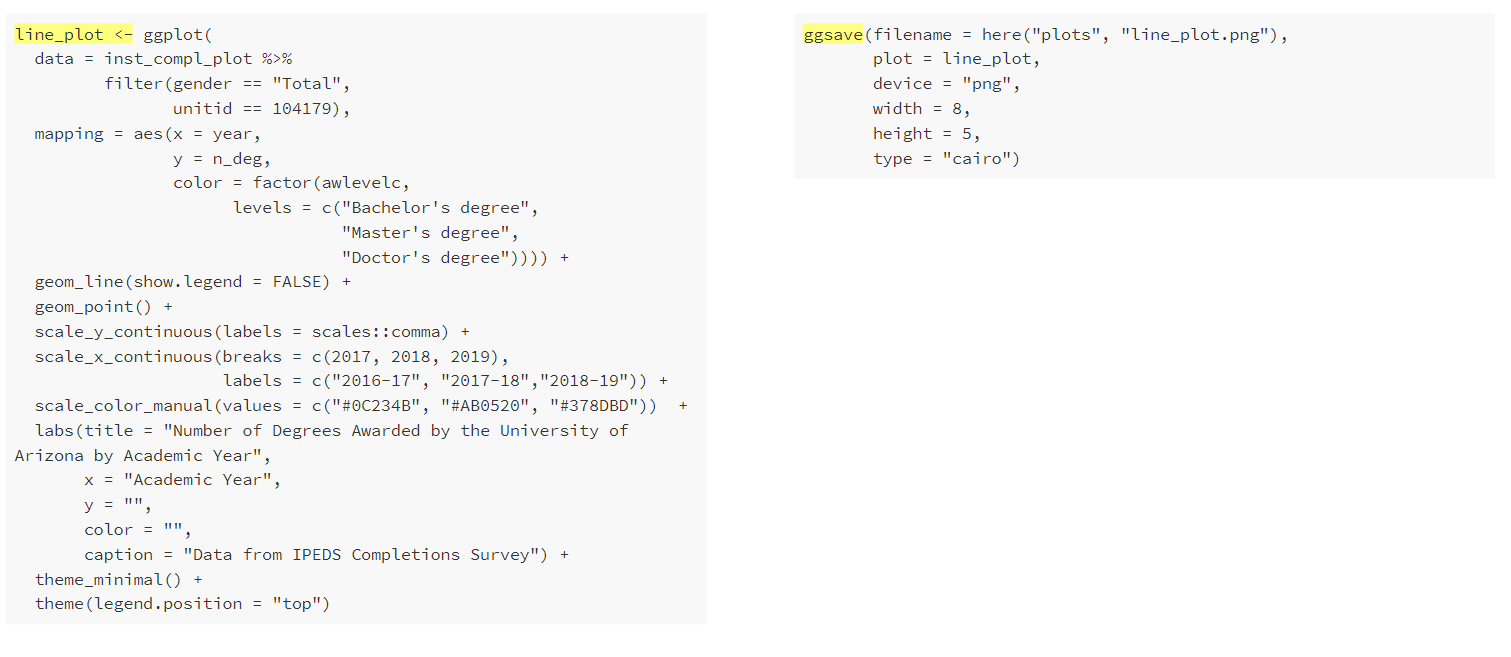 line_plot <- ggplot(
  data = inst_compl_plot %>%
         filter(gender == "Total",
                unitid == 104179),
  mapping = aes(x = year,
                y = n_deg,
                color = factor(awlevelc,
                      levels = c("Bachelor's degree",
                                 "Master's degree",
                                 "Doctor's degree")))) +
  geom_line(show.legend = FALSE) +
  geom_point() +
  scale_y_continuous(labels = scales::comma) +
  scale_x_continuous(breaks = c(2017, 2018, 2019),
                     labels = c("2016-17", "2017-18","2018-19")) +
  scale_color_manual(values = c("#0C234B", "#AB0520", "#378DBD"))  +
  labs(title = "Number of Degrees Awarded by the University of
Arizona by Academic Year",
       x = "Academic Year",
       y = "",
       color = "",
       caption = "Data from IPEDS Completions Survey") +
  theme_minimal() +
  theme(legend.position = "top")
ggsave(filename = here("plots", "line_plot.png"),
       plot = line_plot,
       device = "png",
       width = 8,
       height = 5,
       type = "cairo")